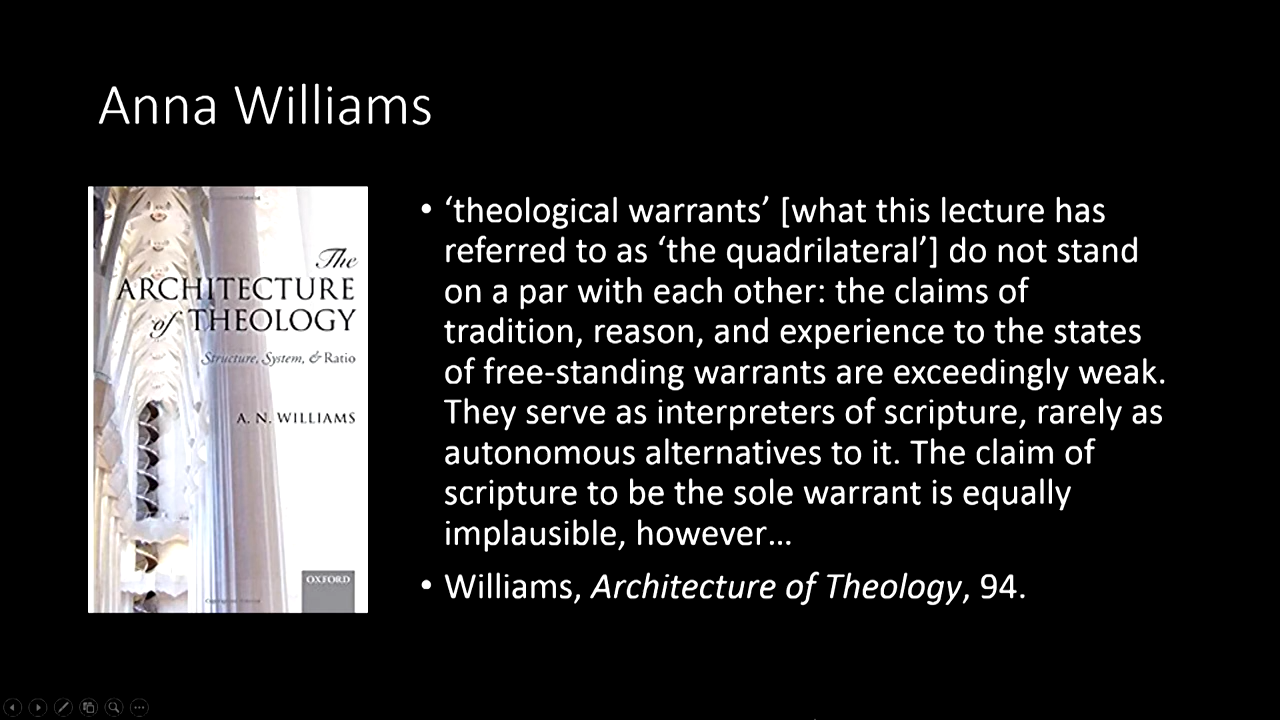 Anna Williams
The
ARCHITECTURE
of THEOLOGY
Structure, System, & Ratio
A. N. WILLIAMS
OXFORD
• ‘theological warrants’ [what this lecture has
referred to as ‘the quadrilateral’] do not stand
on a par with each other: the claims of
tradition, reason, and experience to the states
of free-standing warrants are exceedingly weak.
They serve as interpreters of scripture, rarely as
autonomous alternatives to it. The claim of
scripture to be the sole warrant is equally
implausible, however…
• Williams, Architecture of Theology, 94.